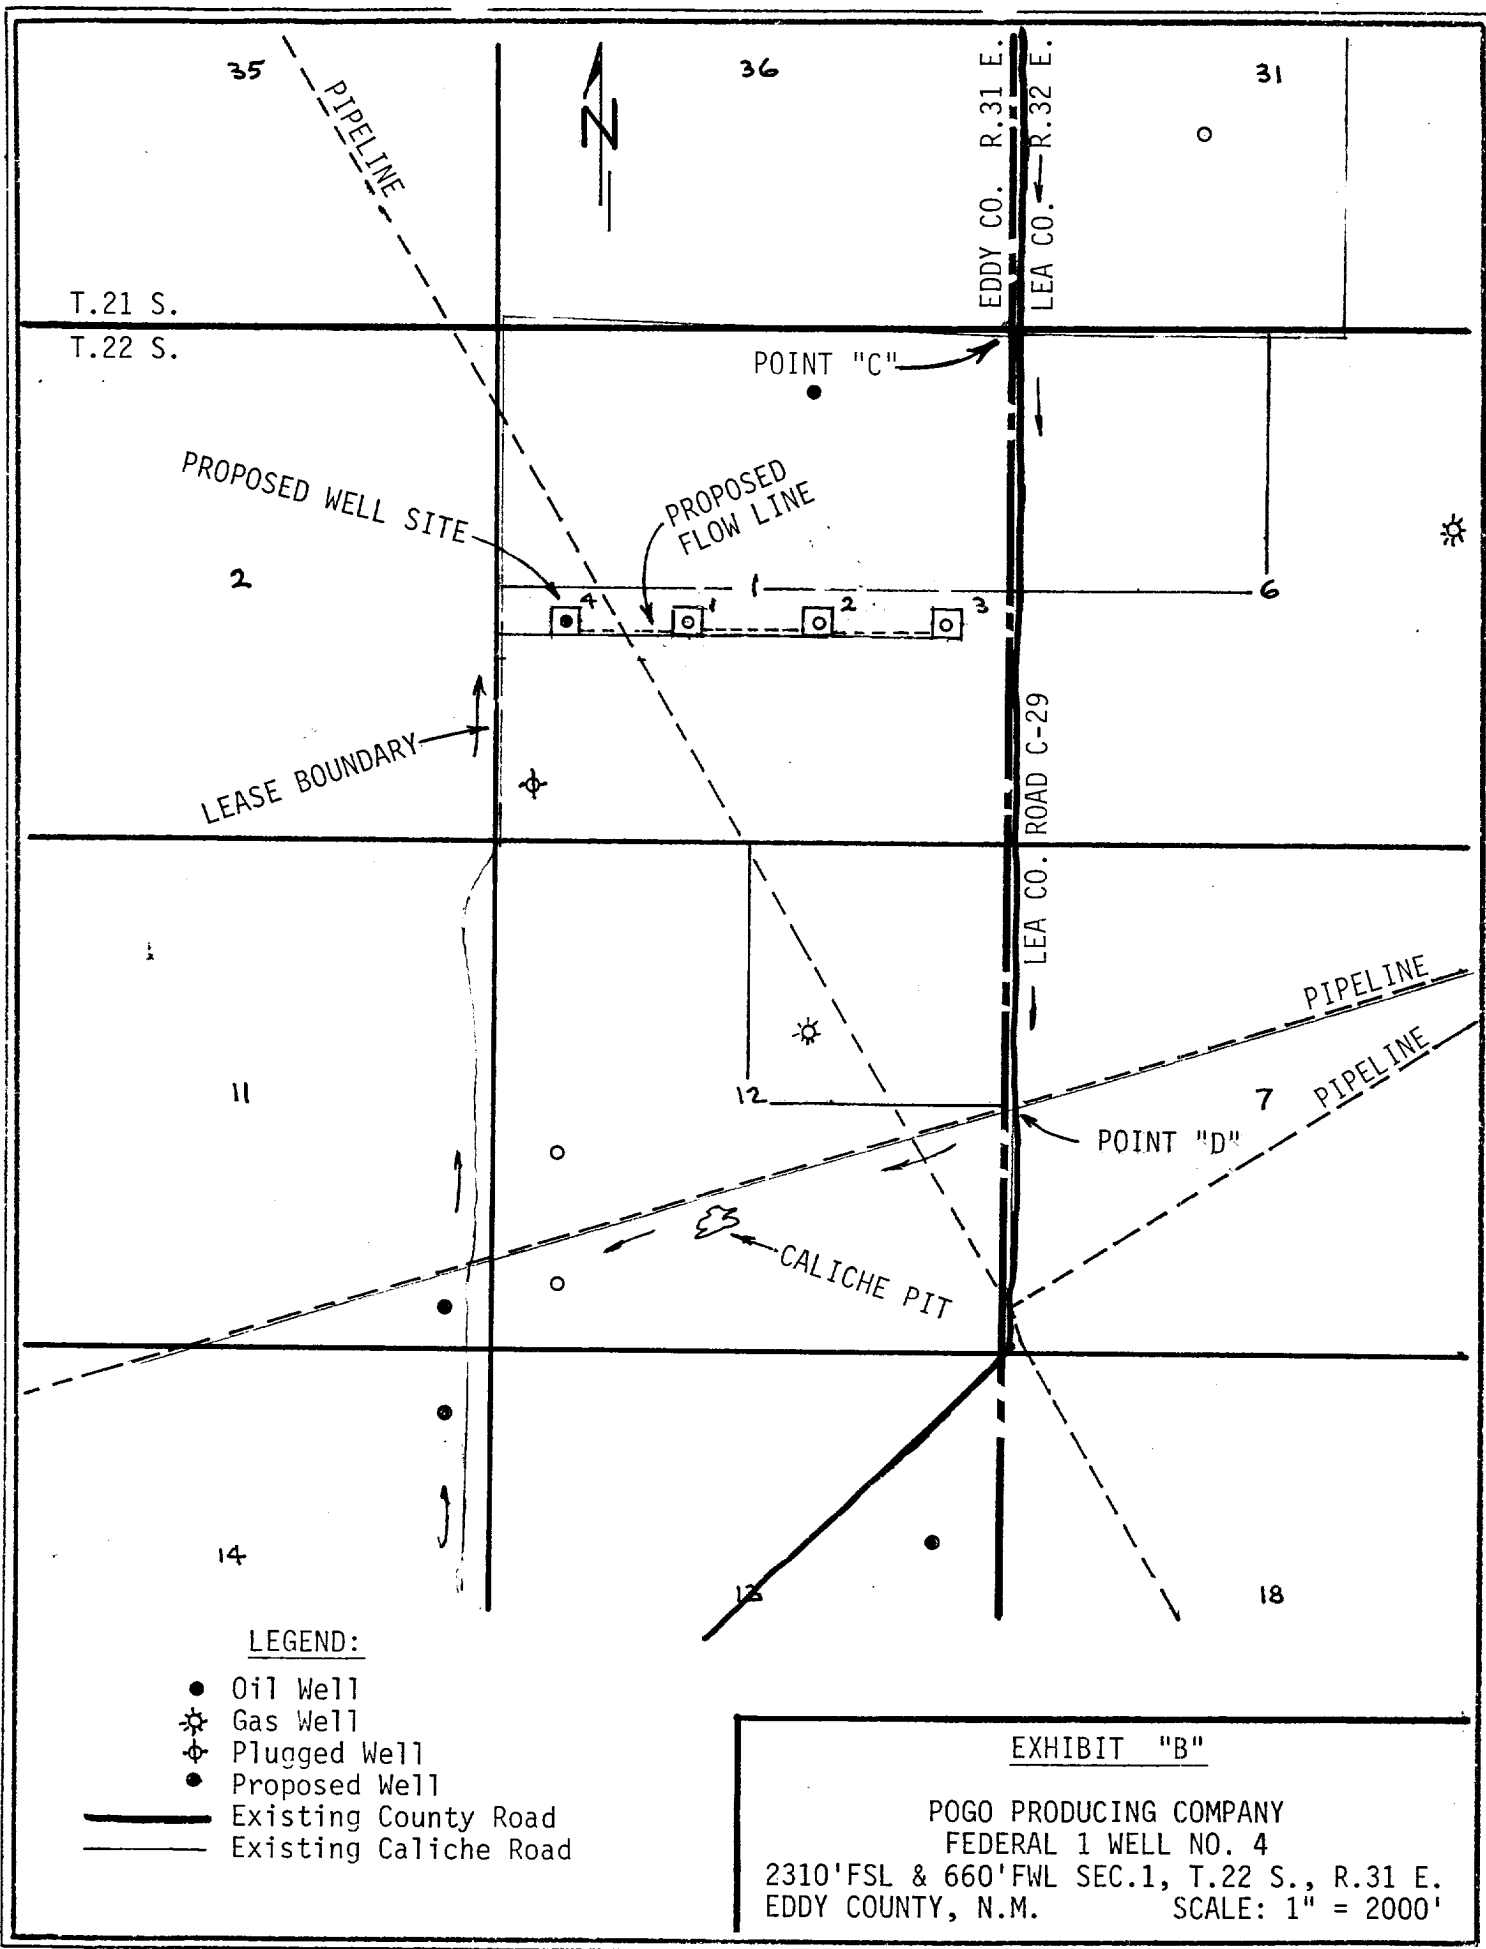 35
36
31
PIPELINE
N
EDDY CO. R.31 E.
LEA CO. R.32 E.
T.21 S.
T.22 S.
POINT "C"
PROPOSED WELL SITE
PROPOSED
FLOW LINE
2
1
6
4
1
2
3
LEASE BOUNDARY
LEA CO. ROAD C-29
PIPELINE
PIPELINE
11
12
7
POINT "D"
CALICHE PIT
14
13
18
LEGEND:
Oil Well
Gas Well
Plugged Well
Proposed Well
Existing County Road
Existing Caliche Road
EXHIBIT "B"
POGO PRODUCING COMPANY
FEDERAL 1 WELL NO. 4
2310'FSL & 660'FWL SEC.1, T.22 S., R.31 E.
EDDY COUNTY, N.M. SCALE: 1" = 2000'